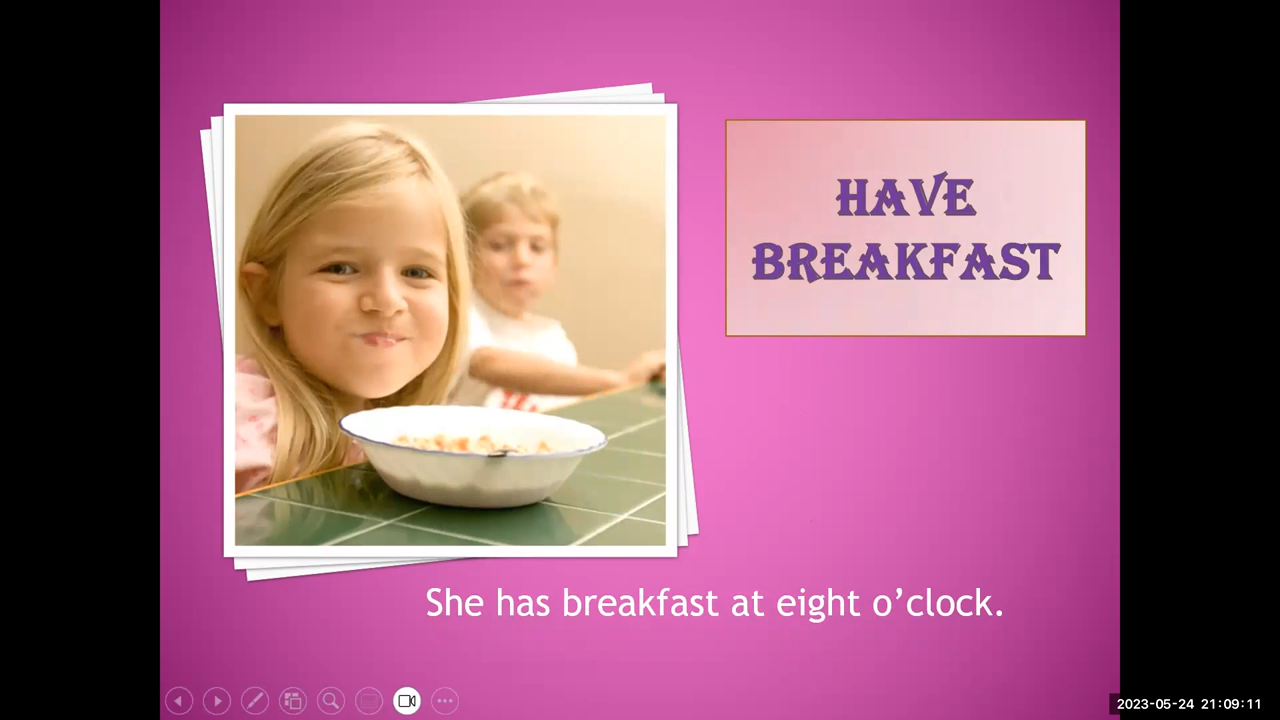 HAVE
BREAKFAST
She has breakfast at eight o’clock.
2023-05-24 21:09:11